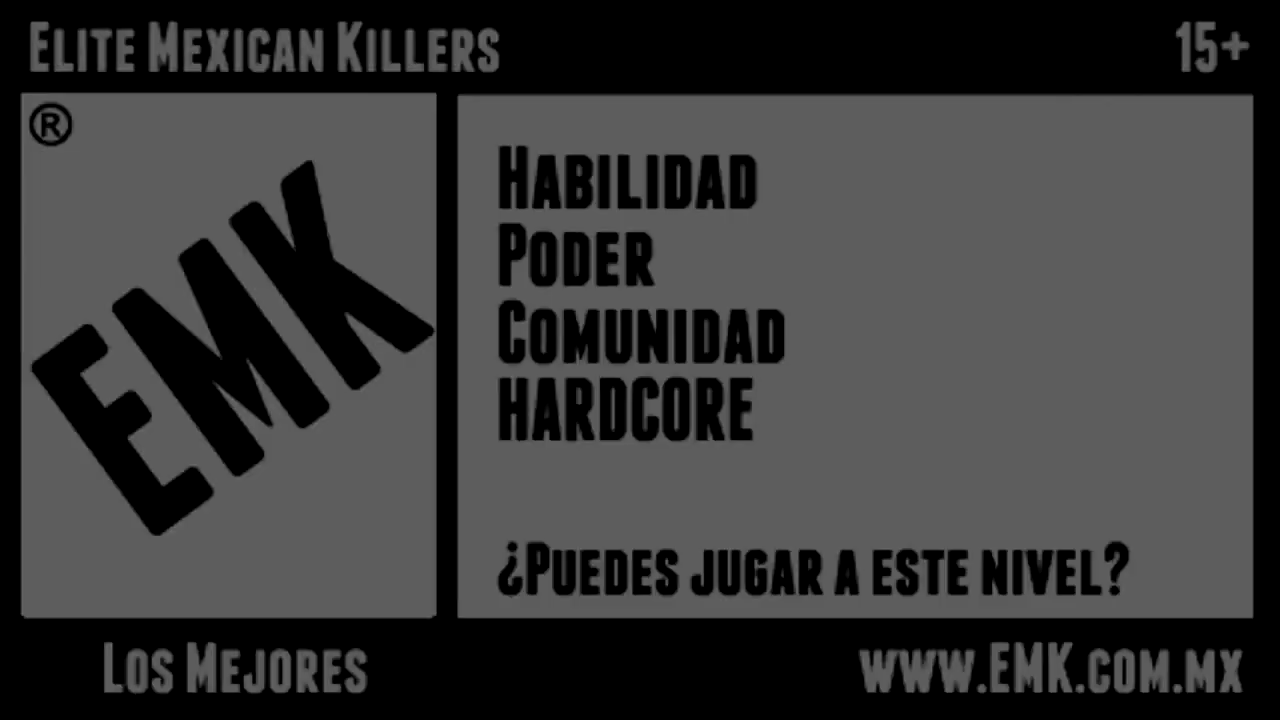 Elite Mexican Killers
15+
®
EMK
Habilidad
Poder
Comunidad
HARDCORE
¿Puedes jugar a este nivel?
Los Mejores
www.EMK.com.mx